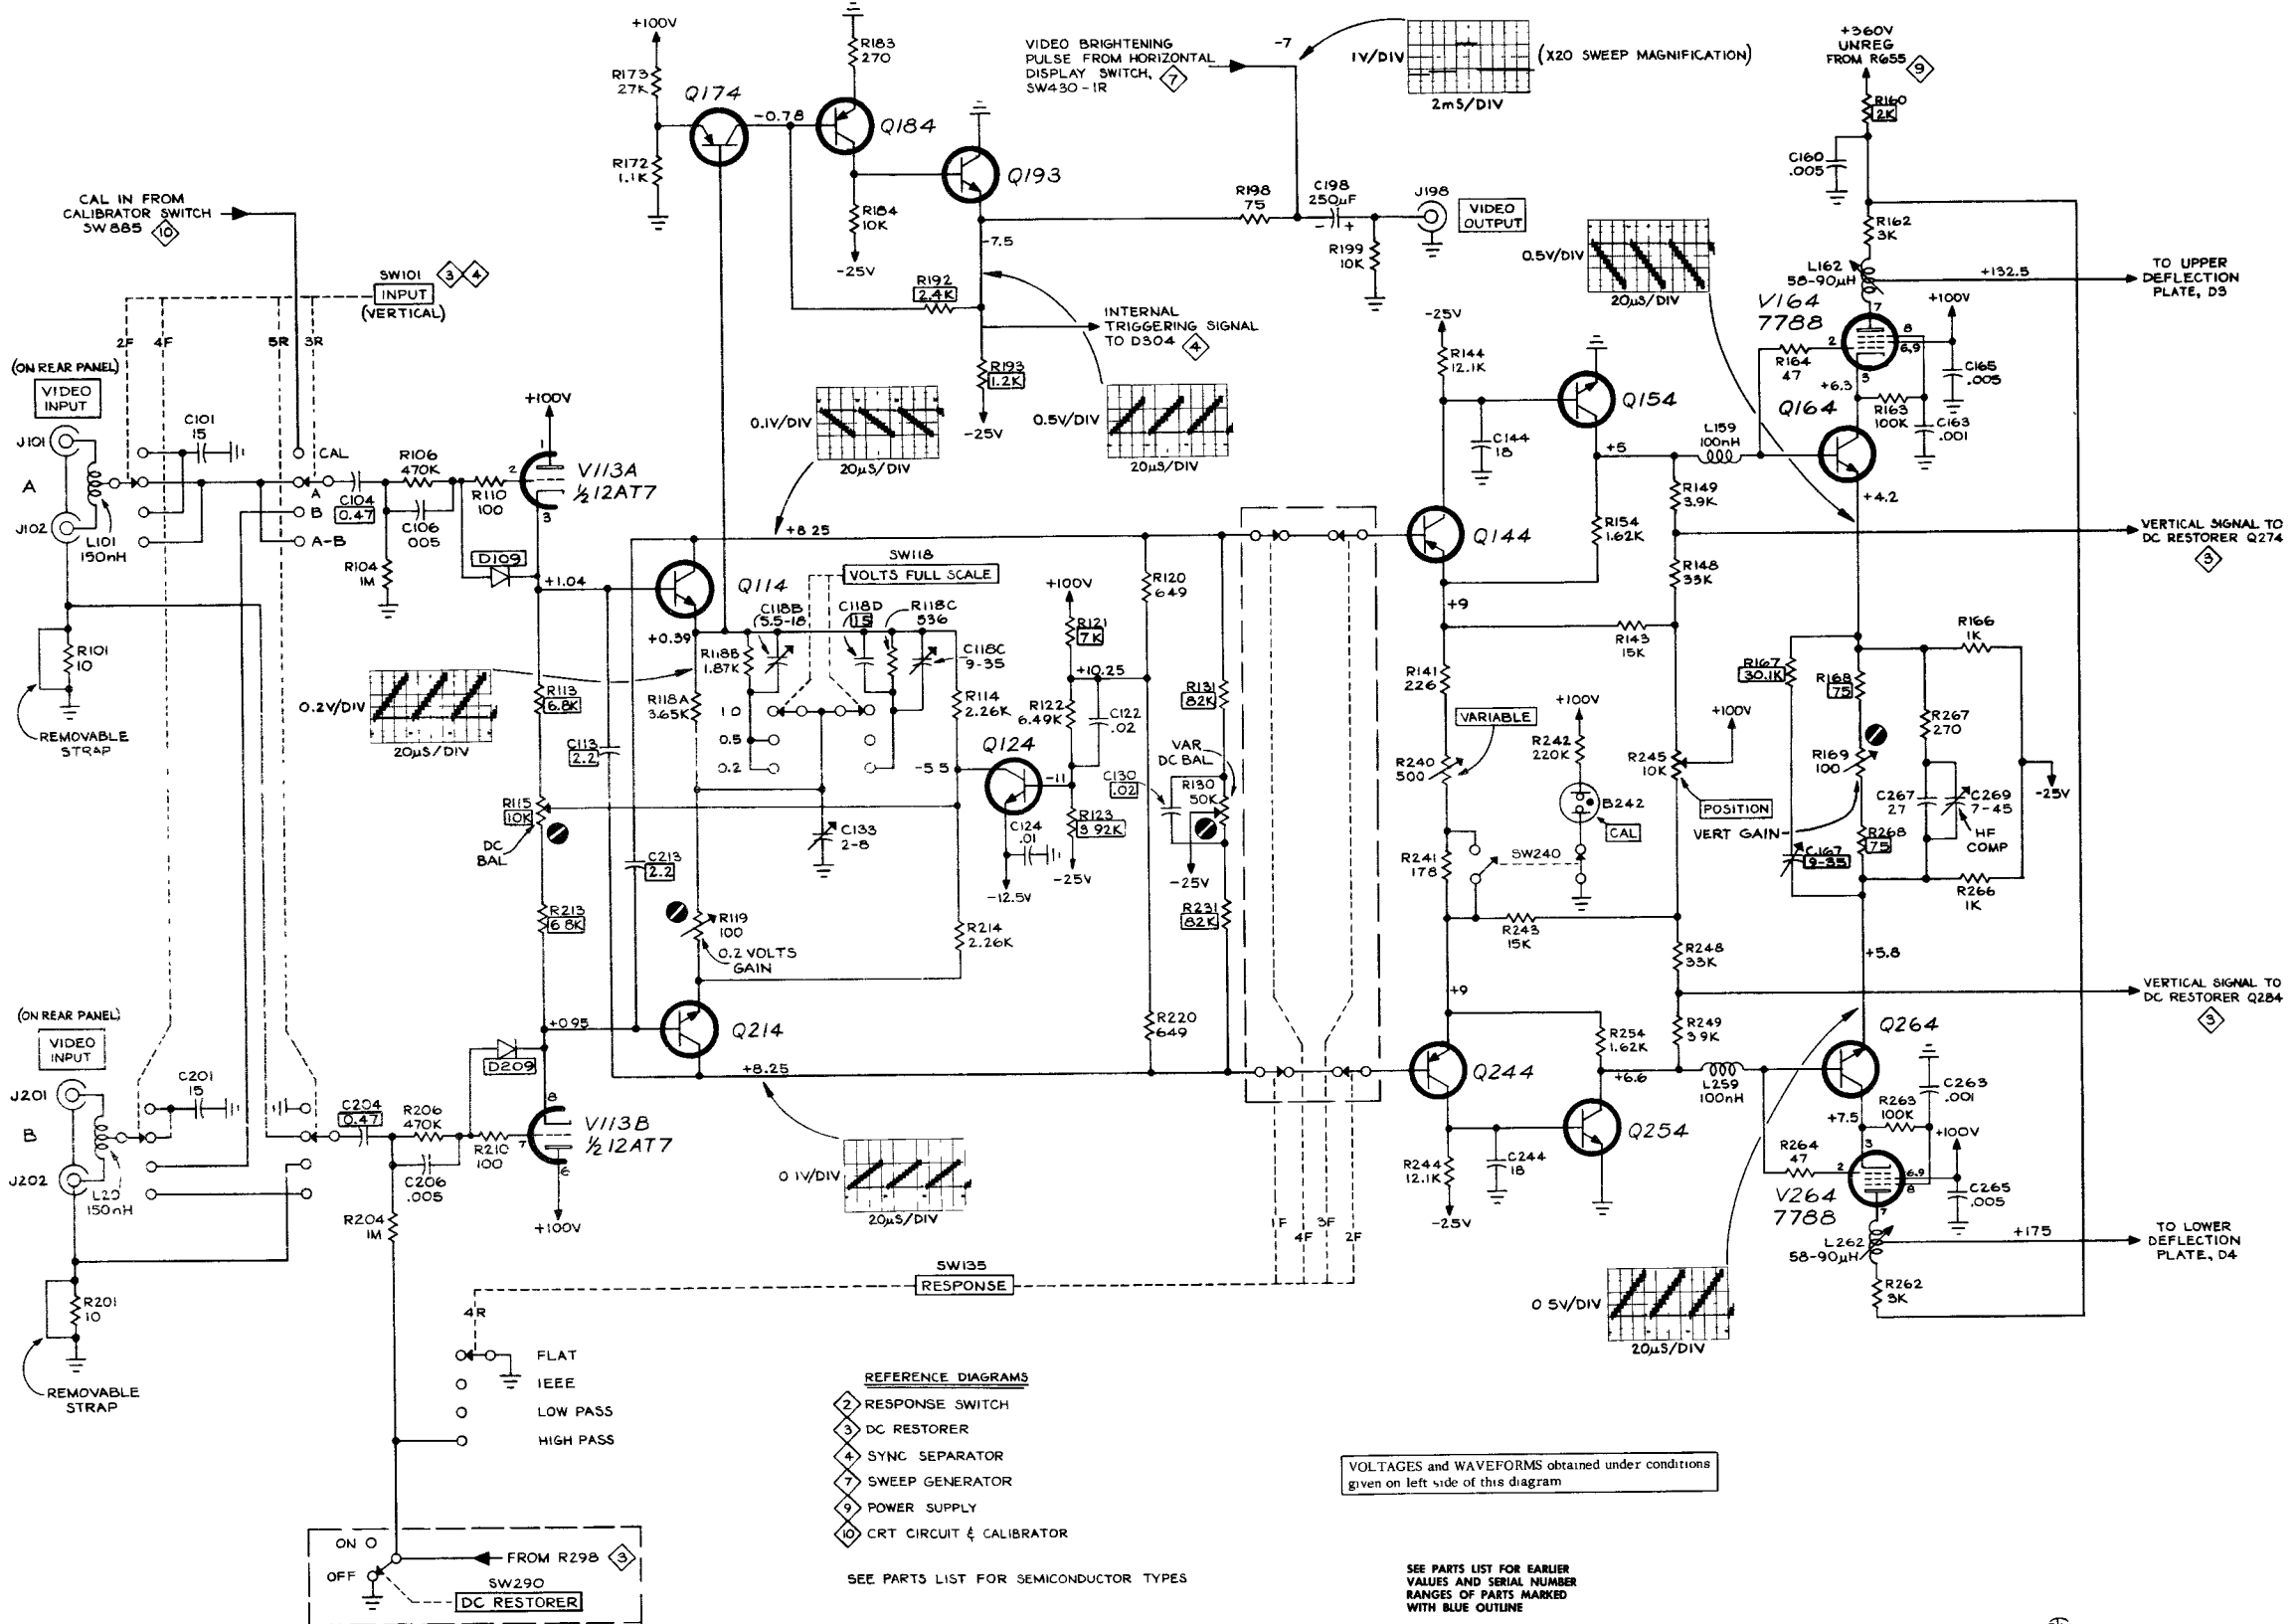 +100V
R183
270
VIDEO BRIGHTENING
PULSE FROM HORIZONTAL
DISPLAY SWITCH, 7
SW430-1R
-7
1V/DIV
(X20 SWEEP MAGNIFICATION)
2mS/DIV
+360V
UNREG
FROM R655 9
R173
27K
Q174
-0.78
Q184
R160
2K
R172
1.1K
Q193
C160
.005
CAL IN FROM
CALIBRATOR SWITCH
SW885 10
R184
10K
-25V
-7.5
R198
75
C198
250µF
- +
J198
VIDEO
OUTPUT
R199
10K
R162
3K
0.5V/DIV
20µS/DIV
L162
58-90µH
+132.5
TO UPPER
DEFLECTION
PLATE, D3
SW101 3 4
INPUT
(VERTICAL)
R192
2.4K
INTERNAL
TRIGGERING SIGNAL
TO D304 4
-25V
V164
7788
7
+100V
2F
4F
5R
3R
R193
1.2K
-25V
R144
12.1K
2
8
6,9
3
R164
47
C165
.005
(ON REAR PANEL)
VIDEO
INPUT
+100V
0.1V/DIV
20µS/DIV
0.5V/DIV
20µS/DIV
Q154
+6.3
Q164
R163
100K
C163
.001
J101
A
J102
C101
15
CAL
A
B
A-B
C104
0.47
R106
470K
C106
005
R110
100
1
2
3
V113A
½ 12AT7
C144
18
+5
L159
100nH
+4.2
L101
150nH
R104
1M
D109
+8.25
R149
3.9K
R154
1.62K
VERTICAL SIGNAL TO
DC RESTORER Q274
3
+1.04
Q114
SW118
VOLTS FULL SCALE
+100V
R120
649
Q144
R148
33K
+9
C118B
5.5-18
C118D
115
R118C
536
C118C
9-35
R121
7K
+0.39
R118B
1.87K
R143
15K
R166
1K
R101
10
REMOVABLE
STRAP
0.2V/DIV
20µS/DIV
R113
6.8K
R118A
3.65K
1.0
0.5
0.2
R114
2.26K
+10.25
R122
6.49K
C122
.02
R131
82K
R141
226
VARIABLE
+100V
+100V
R167
30.1K
R168
75
R267
270
C113
2.2
Q124
-5.5
-11
VAR
DC BAL
C130
.02
R130
50K
R240
500
R242
220K
B242
CAL
R245
10K
POSITION
R169
100
VERT GAIN
C267
27
C269
7-45
HF
COMP
-25V
R115
10K
DC
BAL
C133
2-8
C124
.01
R123
3.92K
-12.5V
-25V
-25V
R241
178
SW240
R268
75
C167
9-35
R266
1K
C213
2.2
R213
6.8K
R119
100
0.2 VOLTS
GAIN
R214
2.26K
R231
82K
R243
15K
R248
33K
+5.8
(ON REAR PANEL)
VIDEO
INPUT
+9
VERTICAL SIGNAL TO
DC RESTORER Q284
3
+0.95
Q214
R220
649
R254
1.62K
R249
3.9K
Q264
D209
+8.25
Q244
+6.6
L259
100nH
C263
.001
J201
B
J202
C201
15
C204
0.47
R206
470K
C206
.005
R210
100
8
7
6
V113B
½ 12AT7
Q254
+7.5
R263
100K
+100V
R264
47
3
2
6,9
8
7
C265
.005
150nH
R204
1M
+100V
0.1V/DIV
20µS/DIV
R244
12.1K
C244
18
-25V
V264
7788
1F
4F
3F
2F
L262
58-90µH
+175
TO LOWER
DEFLECTION
PLATE, D4
R262
3K
0.5V/DIV
20µS/DIV
R201
10
REMOVABLE
STRAP
SW135
RESPONSE
4R
FLAT
IEEE
LOW PASS
HIGH PASS
REFERENCE DIAGRAMS
2 RESPONSE SWITCH
3 DC RESTORER
4 SYNC SEPARATOR
7 SWEEP GENERATOR
9 POWER SUPPLY
10 CRT CIRCUIT & CALIBRATOR
VOLTAGES and WAVEFORMS obtained under conditions
given on left side of this diagram
ON
OFF
FROM R298 3
SW290
DC RESTORER
SEE PARTS LIST FOR SEMICONDUCTOR TYPES
SEE PARTS LIST FOR EARLIER
VALUES AND SERIAL NUMBER
RANGES OF PARTS MARKED
WITH BLUE OUTLINE